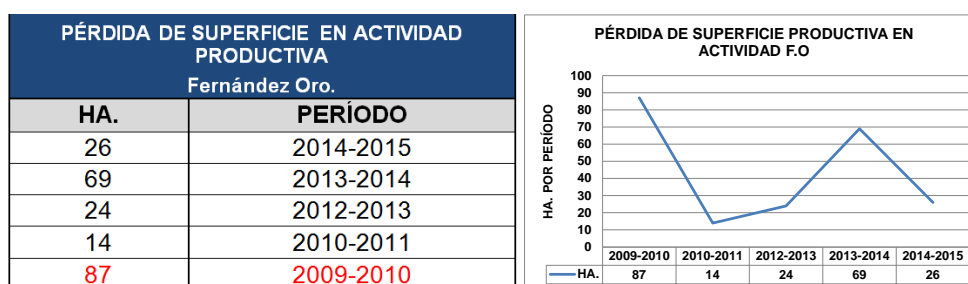 PÉRDIDA DE SUPERFICIE EN ACTIVIDAD
PRODUCTIVA
Fernández Oro.
HA. PERÍODO
26 2014-2015
69 2013-2014
24 2012-2013
14 2010-2011
87 2009-2010
PÉRDIDA DE SUPERFICIE PRODUCTIVA EN
ACTIVIDAD F.O
HA. POR PERÍODO
100
90
80
70
60
50
40
30
20
10
0
2009-2010 2010-2011 2012-2013 2013-2014 2014-2015
HA. 87 14 24 69 26